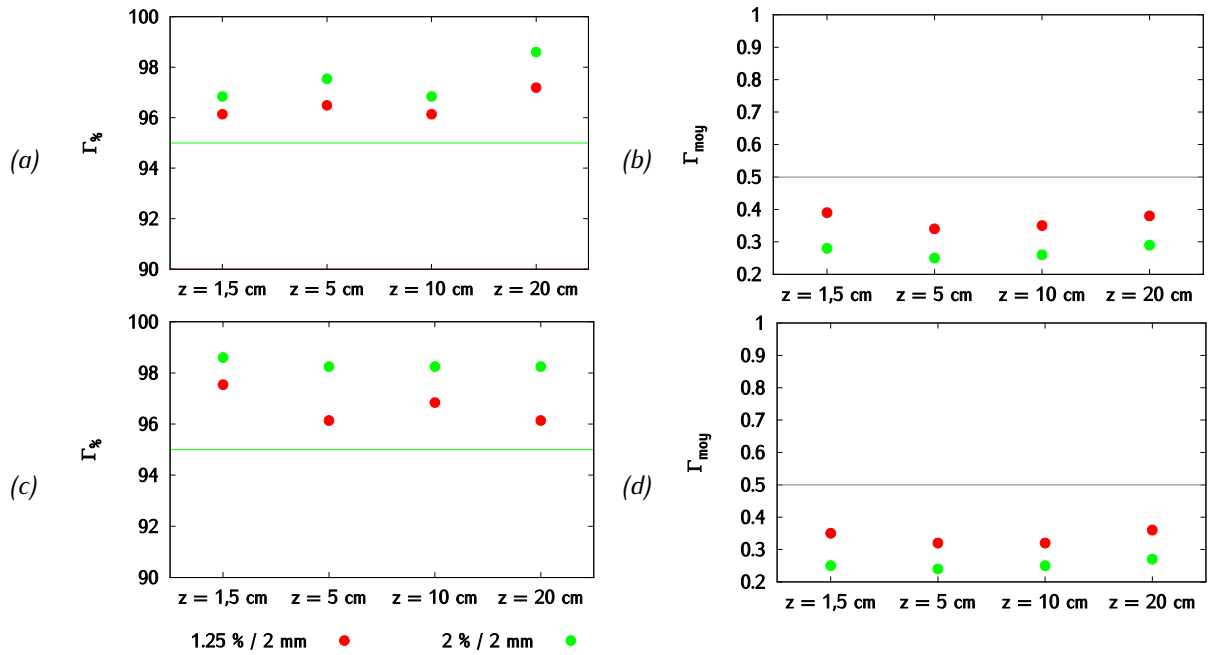 100
98
96
94
92
90
Γ%
(a)
z = 1,5 cm z = 5 cm z = 10 cm z = 20 cm
1
0.9
0.8
0.7
0.6
0.5
0.4
0.3
0.2
Γmoy
(b)
z = 1,5 cm z = 5 cm z = 10 cm z = 20 cm
100
98
96
94
92
90
Γ%
(c)
z = 1,5 cm z = 5 cm z = 10 cm z = 20 cm
1
0.9
0.8
0.7
0.6
0.5
0.4
0.3
0.2
Γmoy
(d)
z = 1,5 cm z = 5 cm z = 10 cm z = 20 cm
1.25 % / 2 mm 2 % / 2 mm